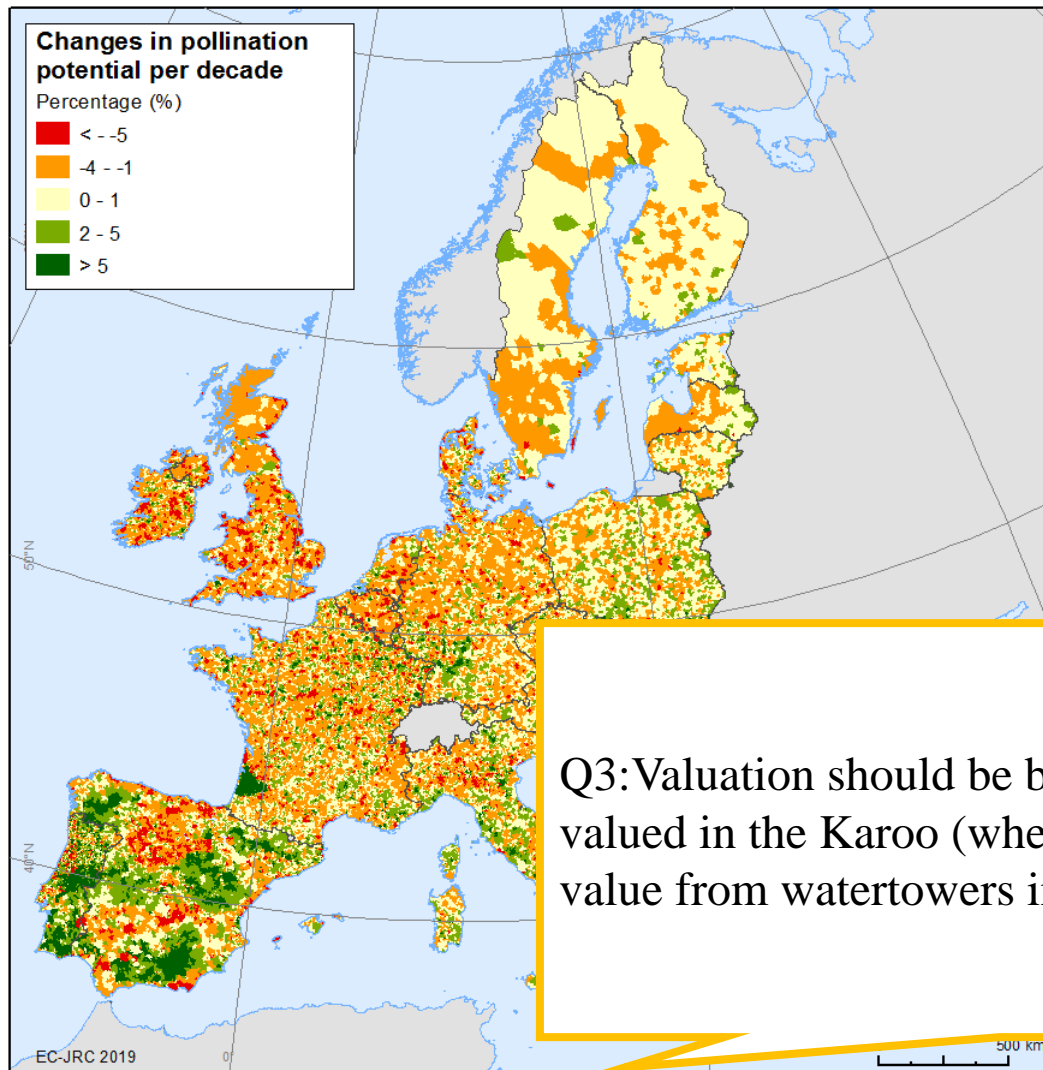 Changes in pollination
potential per decade
Percentage (%)
< - -5
-4 - -1
0 - 1
2 - 5
> 5
50°N
40°N
Q3:Valuation should be b
valued in the Karoo (whe
value from watertowers i
EC-JRC 2019
0°
500 km